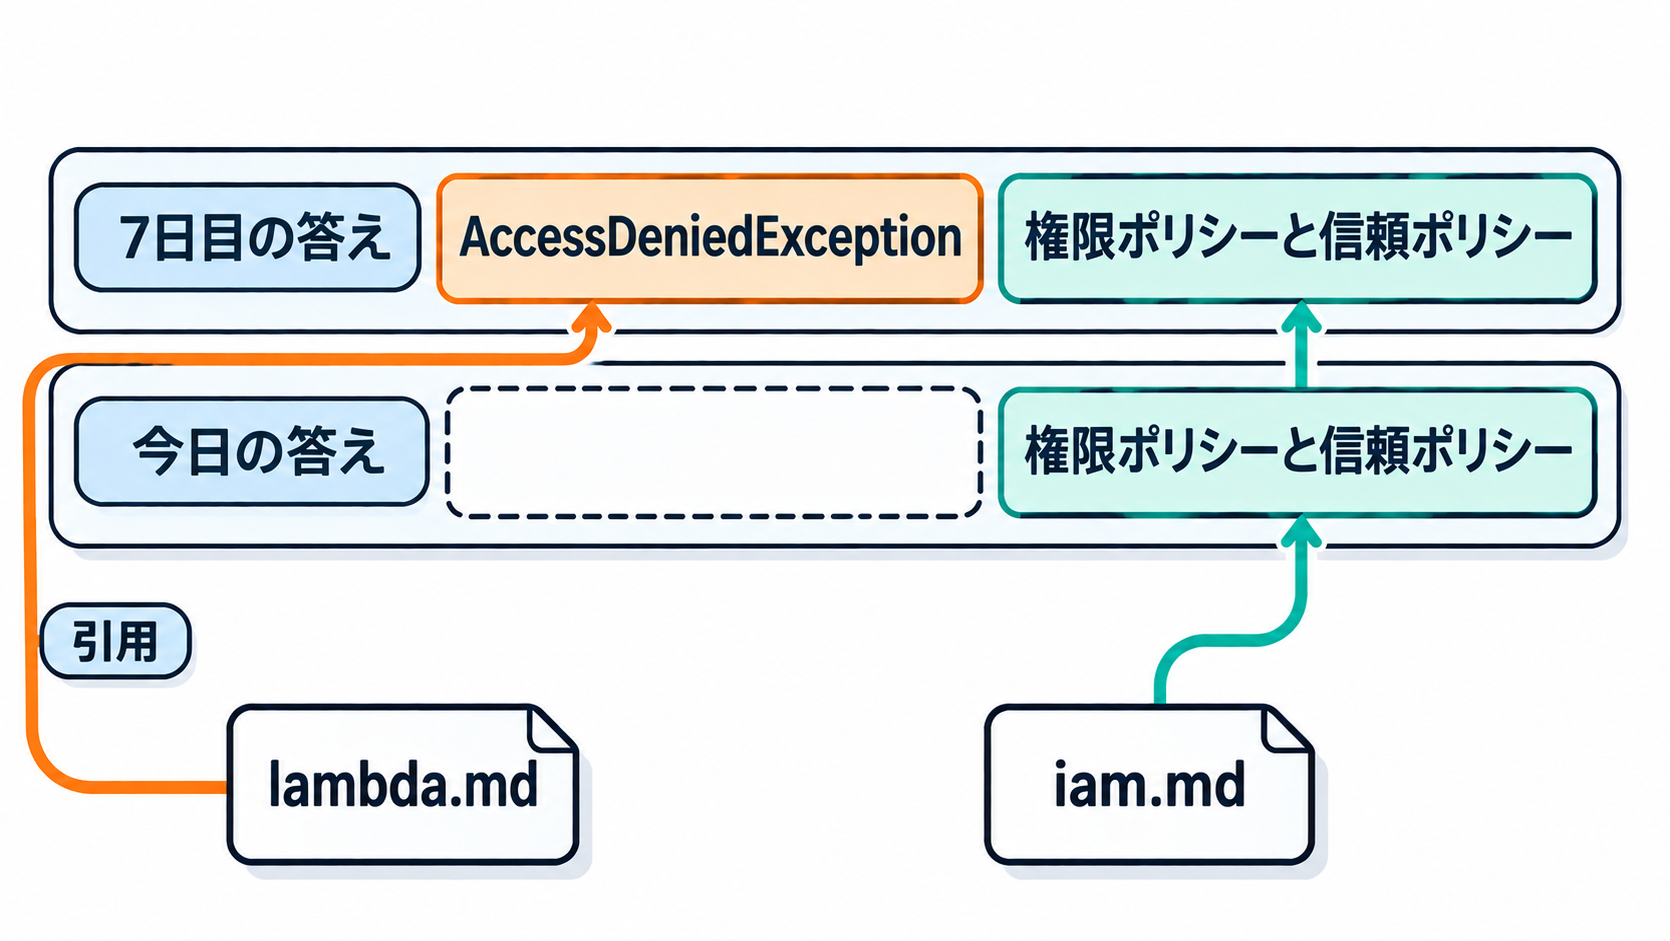 7日目の答え
AccessDeniedException
権限ポリシーと信頼ポリシー
今日の答え
権限ポリシーと信頼ポリシー
引用
lambda.md
iam.md